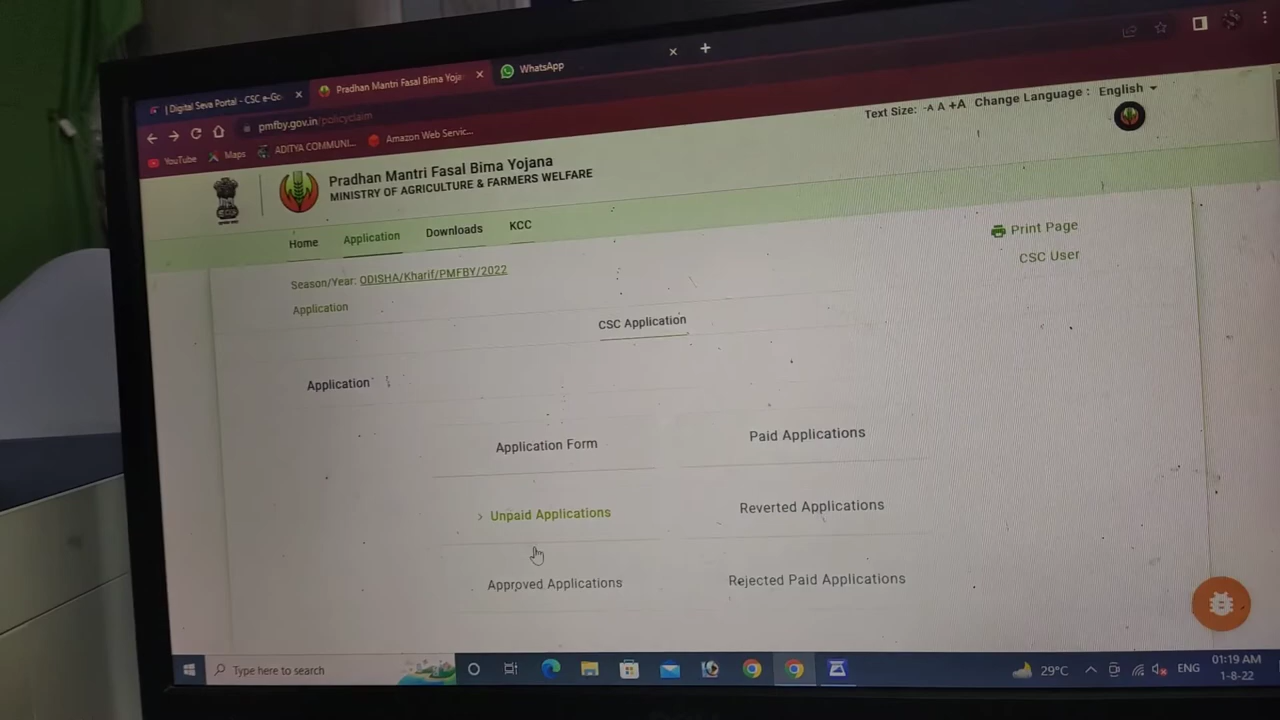 | Digital Seva Portal - CSC e-Go
Pradhan Mantri Fasal Bima Yoja
WhatsApp
pmfby.gov.in/policyclaim
YouTube
Maps
ADITYA COMMUNI...
Amazon Web Servic...
Text Size: -A A +A Change Language : English
Pradhan Mantri Fasal Bima Yojana
MINISTRY OF AGRICULTURE & FARMERS WELFARE
Home Application Downloads KCC
Print Page
Season/Year: ODISHA/Kharif/PMFBY/2022
CSC User
Application
CSC Application
Application
Application Form
Paid Applications
Unpaid Applications
Reverted Applications
Approved Applications
Rejected Paid Applications
Type here to search
29°C
ENG
01:19 AM
1-8-22